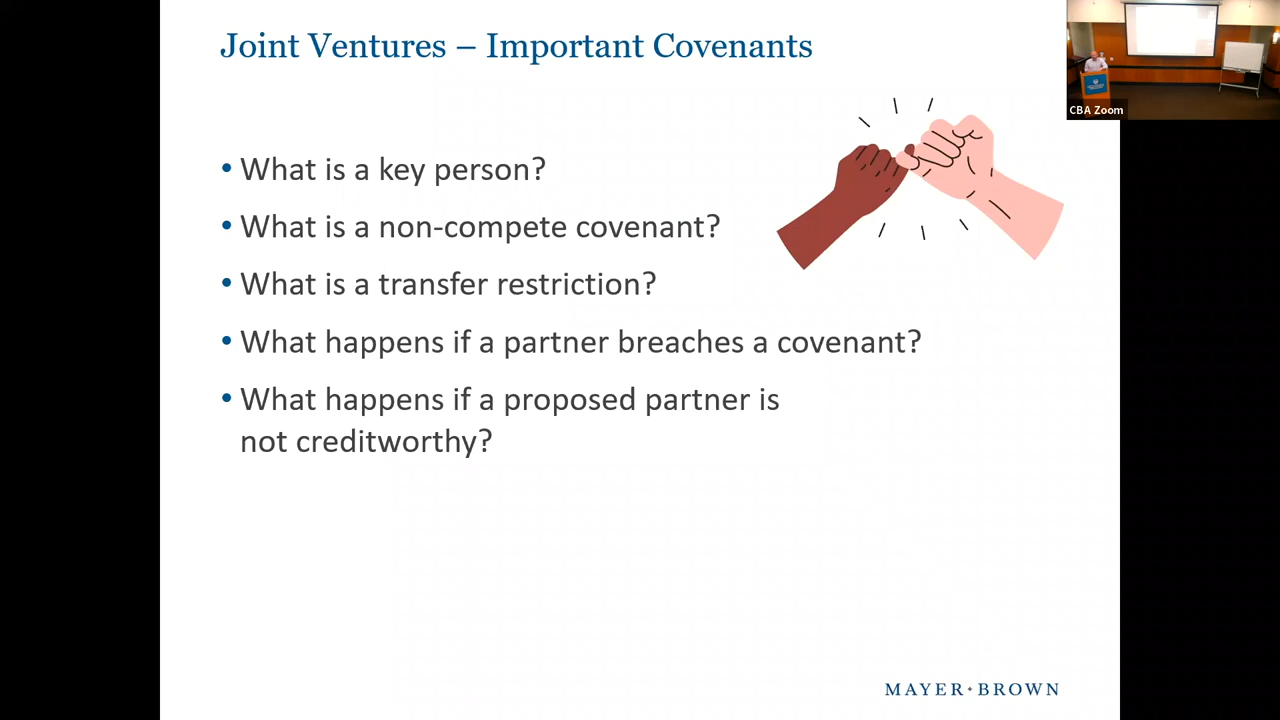 Joint Ventures – Important Covenants
CBA Zoom
• What is a key person?
• What is a non-compete covenant?
• What is a transfer restriction?
• What happens if a partner breaches a covenant?
• What happens if a proposed partner is
not creditworthy?
MAYER•BROWN